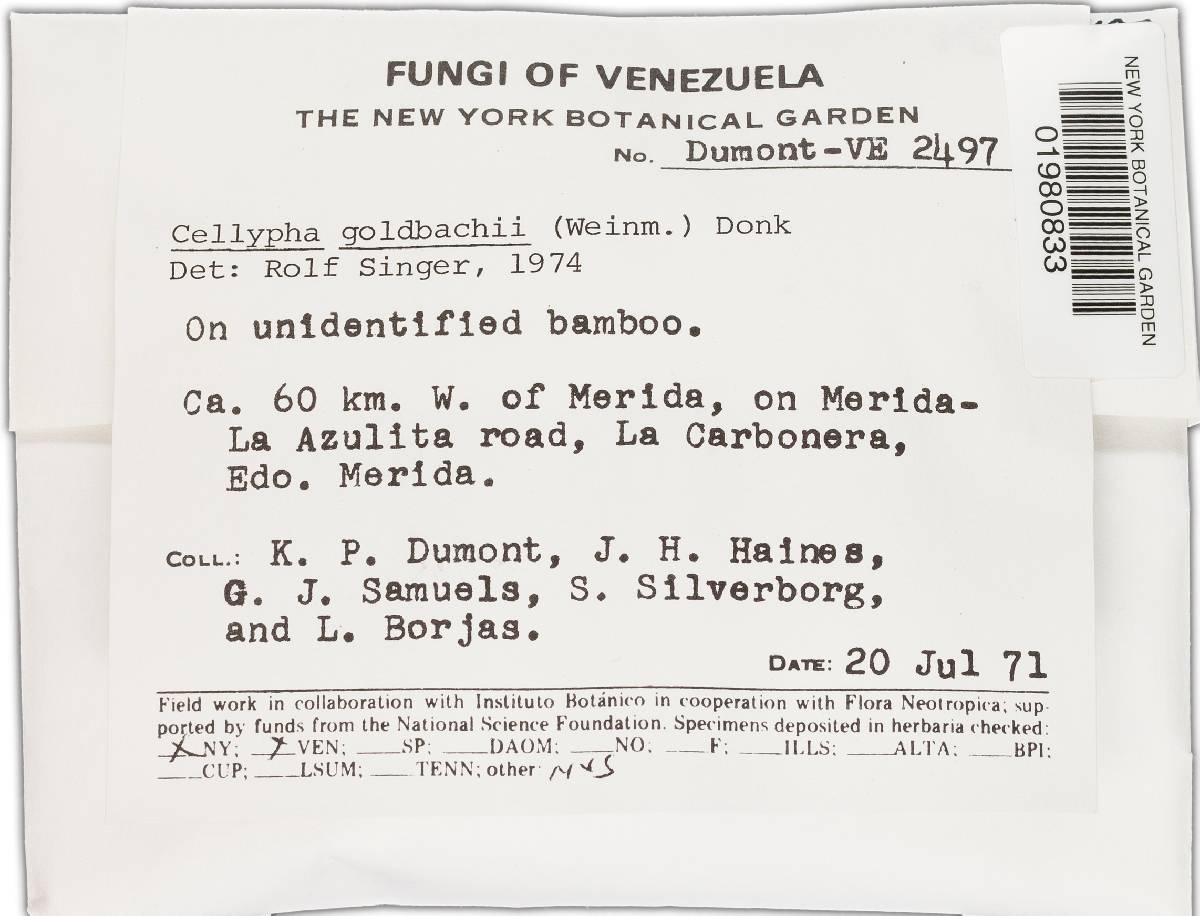 FUNGI OF VENEZUELA
THE NEW YORK BOTANICAL GARDEN
No. Dumont-VE 2497
NEW YORK BOTANICAL GARDEN
01980833
Cellypha goldbachii (Weinm.) Donk
Det: Rolf Singer, 1974
On unidentified bamboo.
Ca. 60 km. W. of Merida, on Merida-
La Azulita road, La Carbonera,
Edo. Merida.
COLL.: K. P. Dumont, J. H. Haines,
G. J. Samuels, S. Silverborg,
and L. Borjas.
DATE: 20 Jul 71
Field work in collaboration with Instituto Botánico in cooperation with Flora Neotropica; sup-
ported by funds from the National Science Foundation. Specimens deposited in herbaria checked:
X NY; X VEN; ___SP; ___DAOM; ___NO; ___F; ___ILLS; ___ALTA; ___BPI;
___CUP; ___LSUM; ___TENN; other NYS